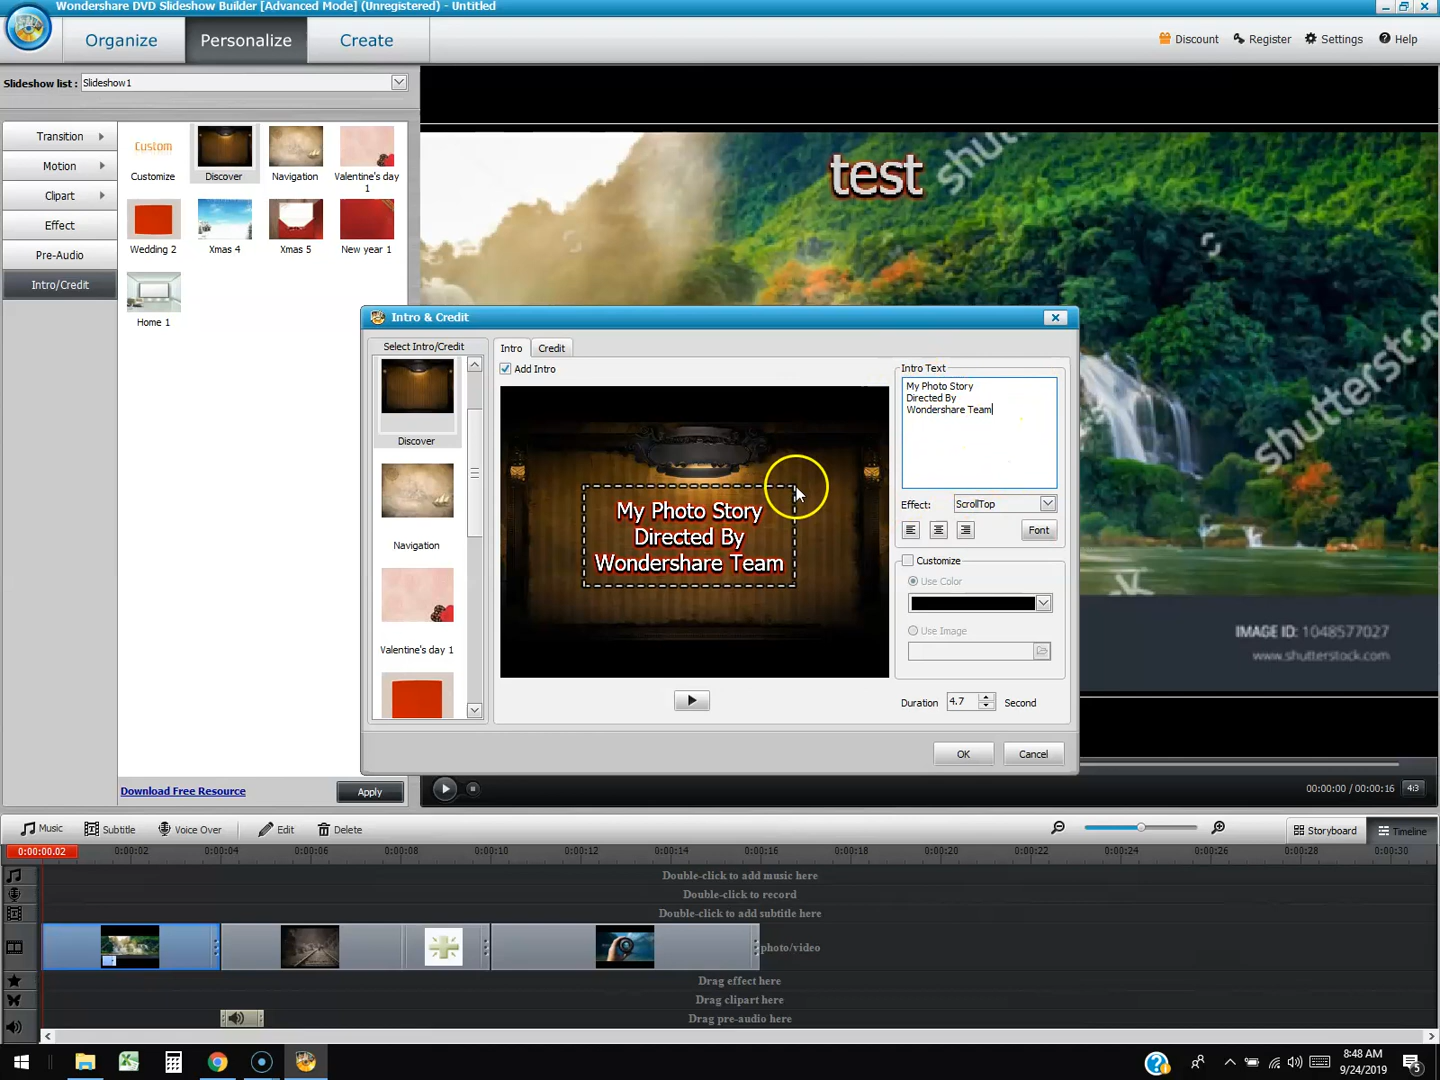 Wondershare DVD Slideshow Builder [Advanced Mode] (Unregistered) - Untitled
Organize
Personalize
Create
Discount
Register
Settings
Help
Slideshow list :
Slideshow1
Transition
Motion
Clipart
Effect
Pre-Audio
Intro/Credit
Custom
Customize
Discover
Navigation
Valentine's day
1
Wedding 2
Xmas 4
Xmas 5
New year 1
Home 1
test
shutterstock
Intro & Credit
Select Intro/Credit
Discover
Navigation
Valentine's day 1
Intro
Credit
Add Intro
My Photo Story
Directed By
Wondershare Team
Intro Text
My Photo Story
Directed By
Wondershare Team
Effect:
ScrollTop
Font
Customize
Use Color
Use Image
Duration
4.7
Second
OK
Cancel
IMAGE ID: 1048577027
www.shutterstock.com
Download Free Resource
Apply
00:00:00 / 00:00:16
4:3
Music
Subtitle
Voice Over
Edit
Delete
Storyboard
Timeline
0:00:00.02
0:00:02
0:00:04
0:00:06
0:00:08
0:00:10
0:00:12
0:00:14
0:00:16
0:00:18
0:00:20
0:00:22
0:00:24
0:00:26
0:00:28
0:00:30
Double-click to add music here
Double-click to record
Double-click to add subtitle here
photo/video
Drag effect here
Drag clipart here
Drag pre-audio here
8:48 AM
9/24/2019
5